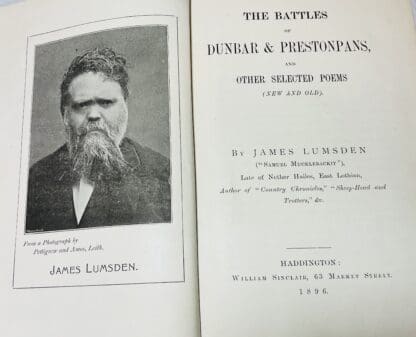 From a Photograph by
Pettigrew and Amos, Leith.
JAMES LUMSDEN.
THE BATTLES
OF
DUNBAR & PRESTONPANS,
AND
OTHER SELECTED POEMS
(NEW AND OLD).
BY JAMES LUMSDEN
("SAMUEL MUCKLEBACKIT"),
Late of Nether Hailes, East Lothian,
Author of "Country Chronicles," "Sheep-Head and
Trotters," &c.
HADDINGTON:
WILLIAM SINCLAIR, 63 MARKET STREET.
1896.